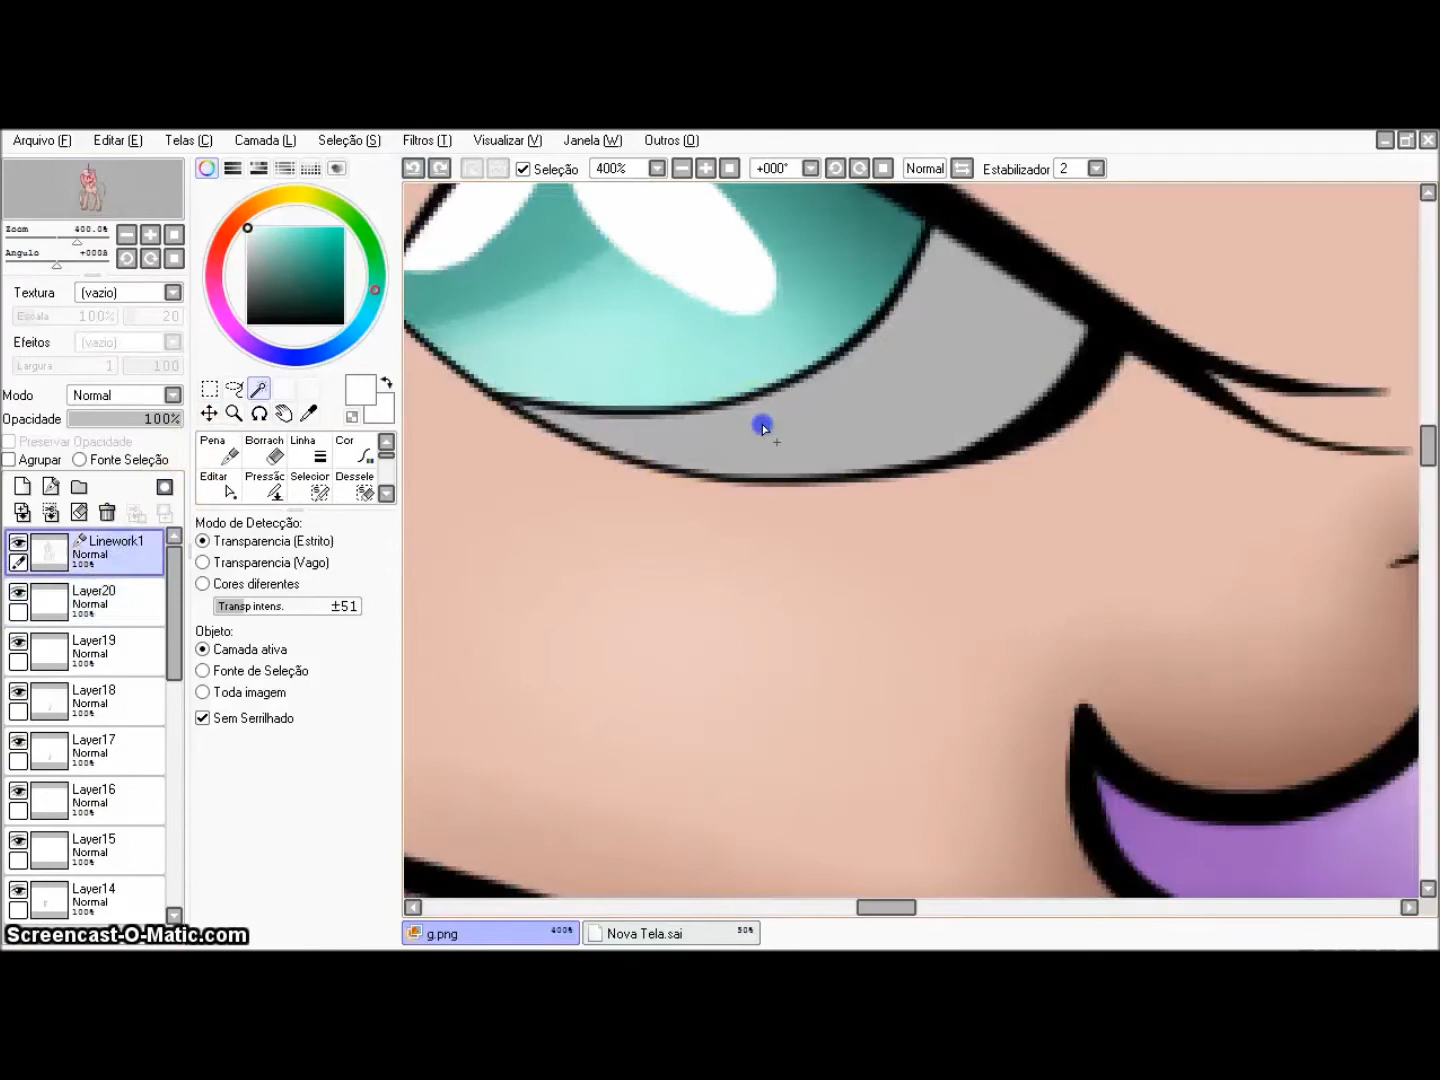 Arquivo (F) Editar (E) Telas (C) Camada (L) Seleção (S) Filtros (T) Visualizar (V) Janela (W) Outros (O)
Seleção 400% +000° Normal Estabilizador 2
Zoom 400.0%
Angulo +000â
Textura (vazio)
Escala 100% 20
Efeitos (vazio)
Largura 1 100
Modo Normal
Opacidade 100%
Preservar Opacidade
Agrupar Fonte Seleção
Linework1
Normal
100%
Layer20
Normal
100%
Layer19
Normal
100%
Layer18
Normal
100%
Layer17
Normal
100%
Layer16
Normal
100%
Layer15
Normal
100%
Layer14
Normal
100%
Pena Borrach Linha Cor
Editar Pressãc Selecior Dessele
Modo de Detecção:
Transparencia (Estrito)
Transparencia (Vago)
Cores diferentes
Transp intens. ±51
Objeto:
Camada ativa
Fonte de Seleção
Toda imagem
Sem Serrilhado
g.png 400% Nova Tela.sai 50%
Screencast-O-Matic.com